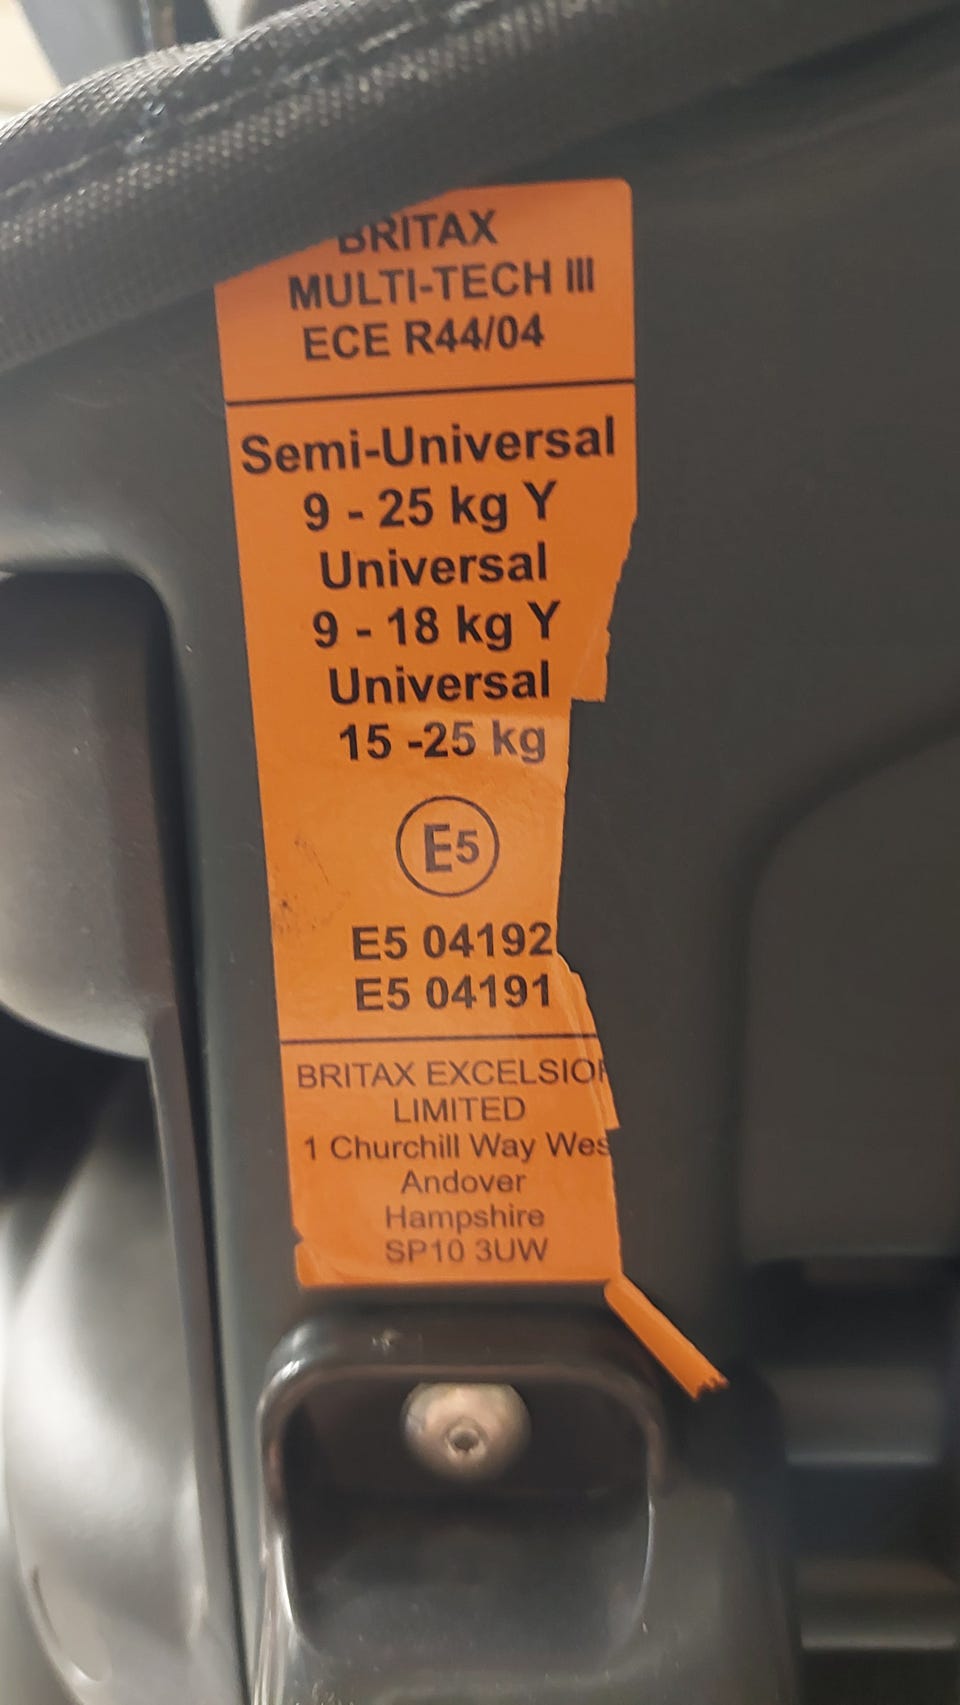 BRITAX
MULTI-TECH III
ECE R44/04
Semi-Universal
9 - 25 kg Y
Universal
9 - 18 kg Y
Universal
15 -25 kg
E5
E5 04192
E5 04191
BRITAX EXCELSIOR
LIMITED
1 Churchill Way Wes
Andover
Hampshire
SP10 3UW